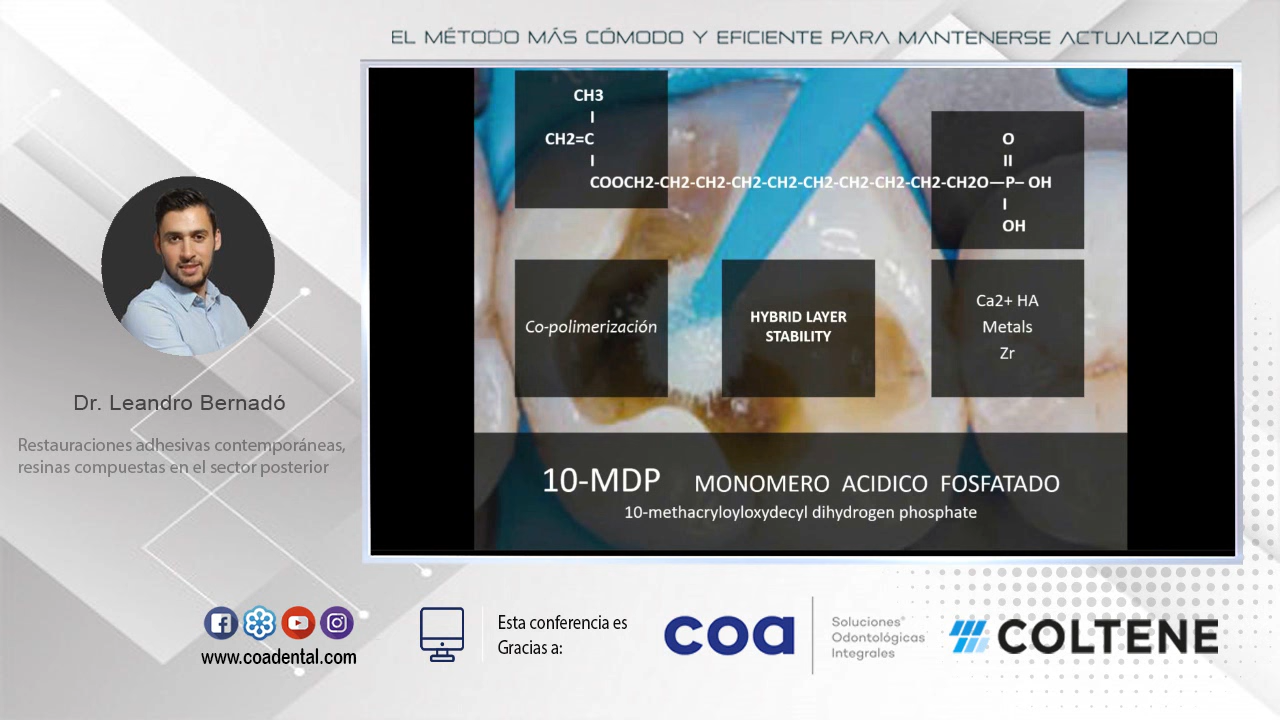 EL MÉTODO MÁS CÓMODO Y EFICIENTE PARA MANTENERSE ACTUALIZADO
CH3
I
CH2=C
I
COOCH2-CH2-CH2-CH2-CH2-CH2-CH2-CH2-CH2-CH2O—P– OH
O
II
I
OH
Co-polimerización
HYBRID LAYER
STABILITY
Ca2+ HA
Metals
Zr
10-MDP MONOMERO ACIDICO FOSFATADO
10-methacryloyloxydecyl dihydrogen phosphate
Dr. Leandro Bernadó
Restauraciones adhesivas contemporáneas,
resinas compuestas en el sector posterior
www.coadental.com
Esta conferencia es
Gracias a:
coa
Soluciones®
Odontológicas
Integrales
COLTENE